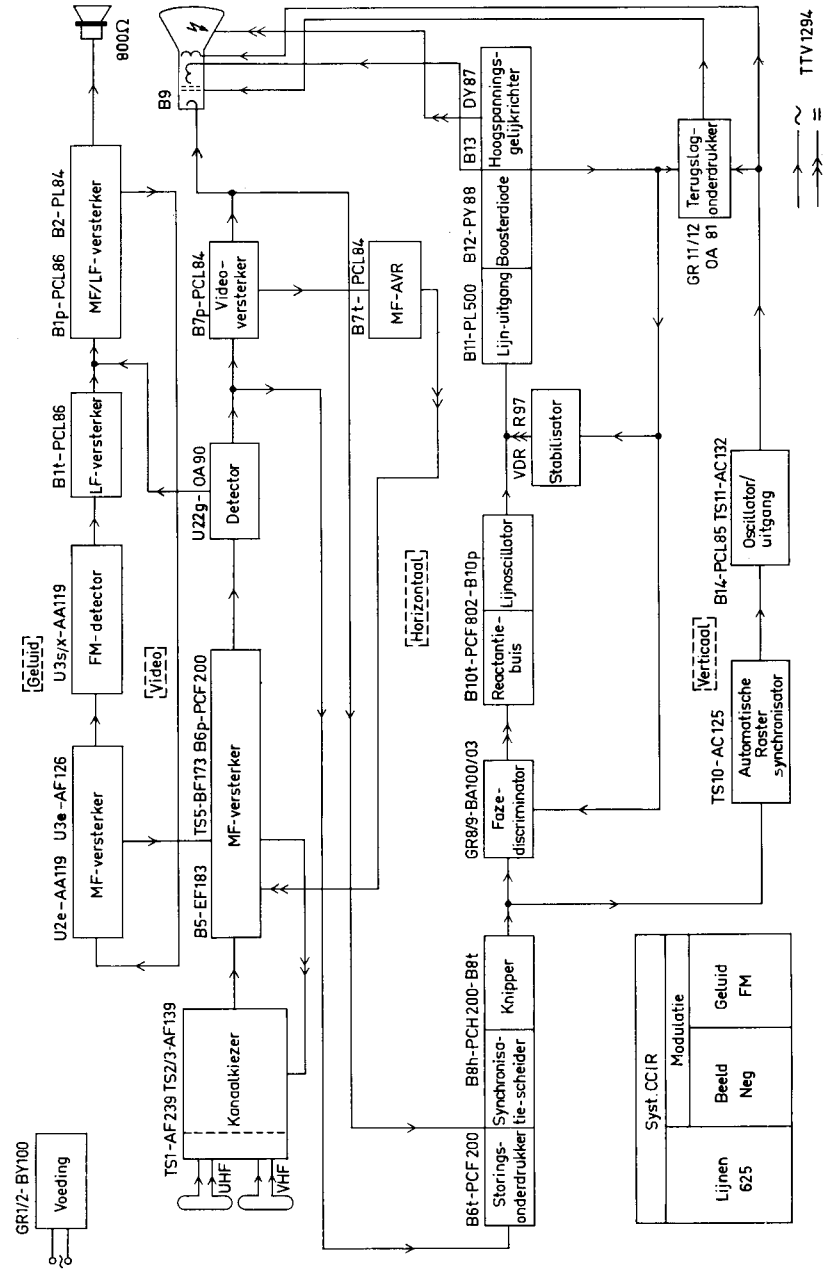 GR1/2-BY100
Voeding
~
U2e-AA119 U3e-AF126
MF-versterker
[Geluid]
U3s/x-AA119
FM-detector
B1t-PCL86
LF-versterker
B1p-PCL86 B2-PL84
MF/LF-versterker
800Ω
TS1-AF239 TS2/3-AF139
Kanaalkiezer
UHF
VHF
[Video]
B5-EF183 TS5-BF173 B6p-PCF200
MF-versterker
U22g-OA90
Detector
B7p-PCL84
Video-
versterker
B9
B7t-PCL84
MF-AVR
[Horizontaal]
B6t-PCF200
Storings-
onderdrukker
B8h-PCH200-B8t
Synchronisa-
tie-scheider
Knipper
GR8/9-BA100/03
Faze-
discriminator
B10t-PCF802-B10p
Reactantie-
buis
Lijnoscillator
VDR R97
Stabilisator
B11-PL500
Lijn-uitgang
B12-PY88
Boosterdiode
B13 DY87
Hoogspannings-
gelijkrichter
GR11/12
OA 81
Terugslag-
onderdrukker
[Verticaal]
TS10-AC125
Automatische
Raster
synchronisator
B14-PCL85 TS11-AC132
Oscillator/
uitgang
Syst. CCIR
Modulatie
Lijnen
625
Beeld
Neg
Geluid
FM
~
=
TTV1294